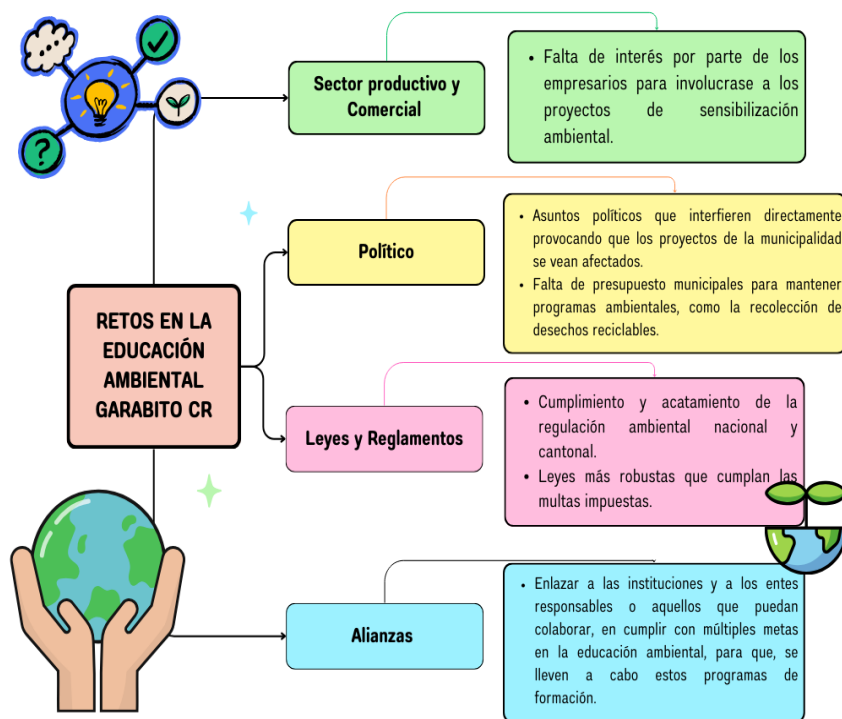 Sector productivo y
Comercial
• Falta de interés por parte de los
empresarios para involucrase a los
proyectos de sensibilización
ambiental.
Político
• Asuntos políticos que interfieren directamente
provocando que los proyectos de la municipalidad
se vean afectados.
• Falta de presupuesto municipales para mantener
programas ambientales, como la recolección de
desechos reciclables.
RETOS EN LA
EDUCACIÓN
AMBIENTAL
GARABITO CR
Leyes y Reglamentos
• Cumplimiento y acatamiento de la
regulación ambiental nacional y
cantonal.
• Leyes más robustas que cumplan las
multas impuestas.
Alianzas
• Enlazar a las instituciones y a los entes
responsables o aquellos que puedan
colaborar, en cumplir con múltiples metas
en la educación ambiental, para que, se
lleven a cabo estos programas de
formación.